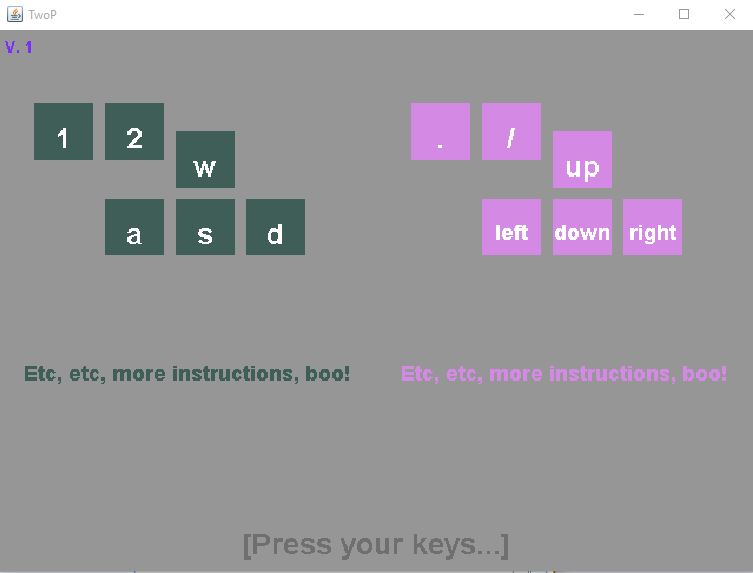 TwoP
V. 1
1 2 . /
w up
a s d left down right
Etc, etc, more instructions, boo! Etc, etc, more instructions, boo!
[Press your keys...]